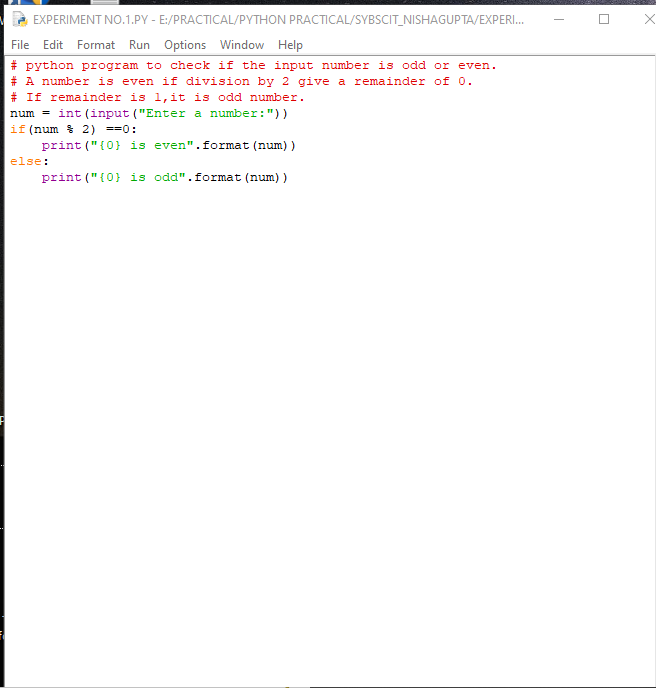 EXPERIMENT NO.1.PY - E:/PRACTICAL/PYTHON PRACTICAL/SYBSCIT_NISHAGUPTA/EXPERI...
File Edit Format Run Options Window Help
# python program to check if the input number is odd or even.
# A number is even if division by 2 give a remainder of 0.
# If remainder is 1,it is odd number.
num = int(input("Enter a number:"))
if(num % 2) ==0:
    print("{0} is even".format(num))
else:
    print("{0} is odd".format(num))